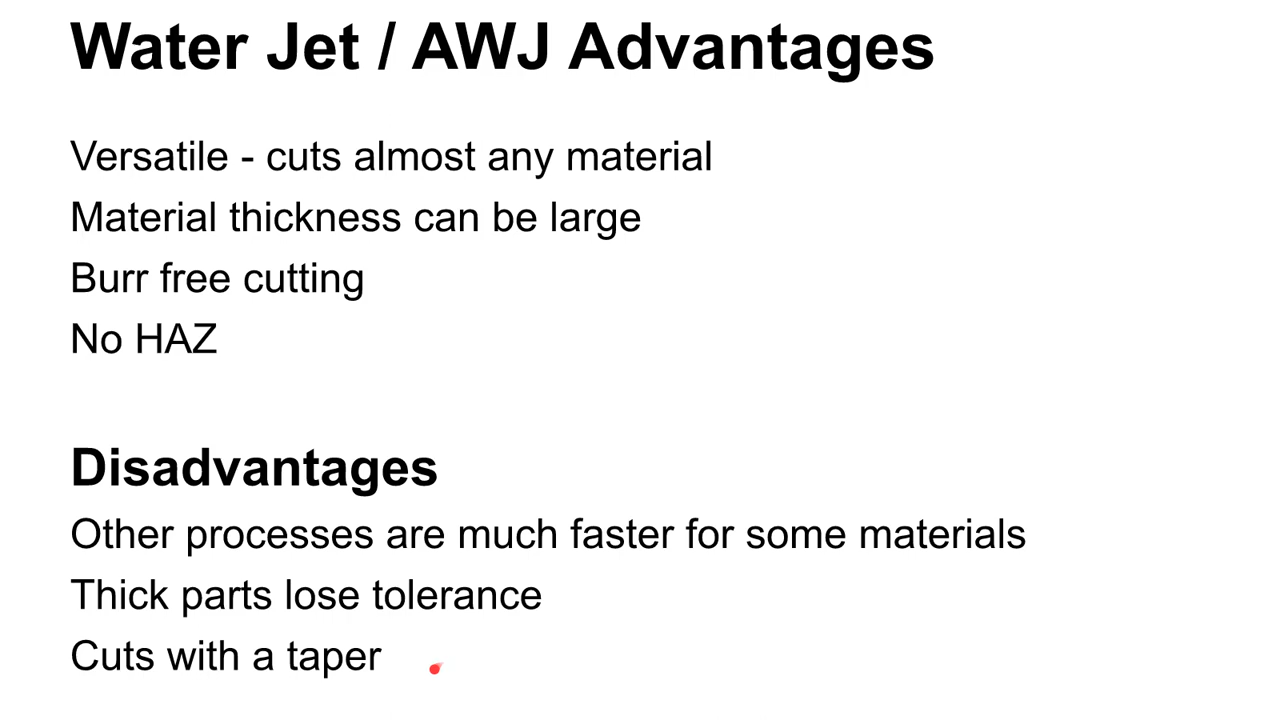 Water Jet / AWJ Advantages
Versatile - cuts almost any material
Material thickness can be large
Burr free cutting
No HAZ
Disadvantages
Other processes are much faster for some materials
Thick parts lose tolerance
Cuts with a taper